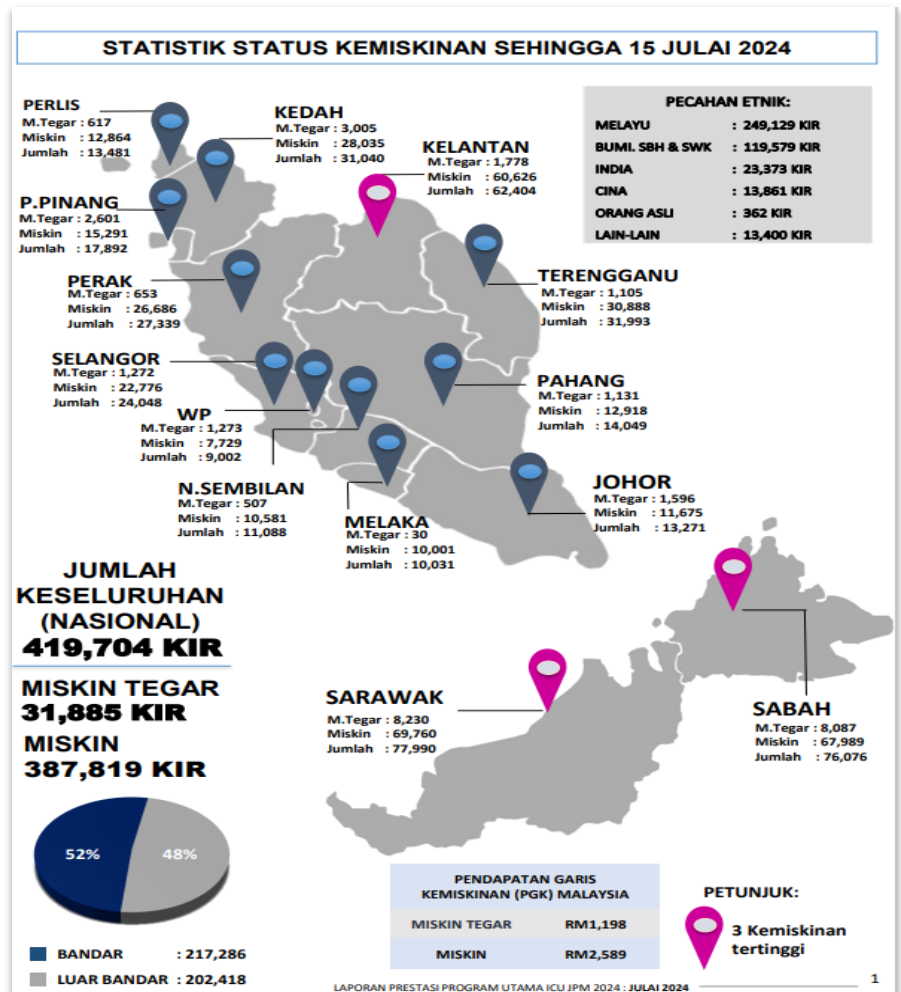 STATISTIK STATUS KEMISKINAN SEHINGGA 15 JULAI 2024
PERLIS
M.Tegar : 617
Miskin : 12,864
Jumlah : 13,481
KEDAH
M.Tegar : 3,005
Miskin : 28,035
Jumlah : 31,040
KELANTAN
M.Tegar : 1,778
Miskin : 60,626
Jumlah : 62,404
PECAHAN ETNIK:
MELAYU : 249,129 KIR
BUMI. SBH & SWK : 119,579 KIR
INDIA : 23,373 KIR
CINA : 13,861 KIR
ORANG ASLI : 362 KIR
LAIN-LAIN : 13,400 KIR
P.PINANG
M.Tegar : 2,601
Miskin : 15,291
Jumlah : 17,892
PERAK
M.Tegar : 653
Miskin : 26,686
Jumlah : 27,339
TERENGGANU
M.Tegar : 1,105
Miskin : 30,888
Jumlah : 31,993
SELANGOR
M.Tegar : 1,272
Miskin : 22,776
Jumlah : 24,048
PAHANG
M.Tegar : 1,131
Miskin : 12,918
Jumlah : 14,049
WP
M.Tegar : 1,273
Miskin : 7,729
Jumlah : 9,002
N.SEMBILAN
M.Tegar : 507
Miskin : 10,581
Jumlah : 11,088
MELAKA
M.Tegar : 30
Miskin : 10,001
Jumlah : 10,031
JOHOR
M.Tegar : 1,596
Miskin : 11,675
Jumlah : 13,271
JUMLAH
KESELURUHAN
(NASIONAL)
419,704 KIR
MISKIN TEGAR
31,885 KIR
MISKIN
387,819 KIR
SARAWAK
M.Tegar : 8,230
Miskin : 69,760
Jumlah : 77,990
SABAH
M.Tegar : 8,087
Miskin : 67,989
Jumlah : 76,076
52%
48%
BANDAR : 217,286
LUAR BANDAR : 202,418
PENDAPATAN GARIS
KEMISKINAN (PGK) MALAYSIA
MISKIN TEGAR RM1,198
MISKIN RM2,589
PETUNJUK:
3 Kemiskinan
tertinggi
LAPORAN PRESTASI PROGRAM UTAMA ICU JPM 2024 : JULAI 2024
1